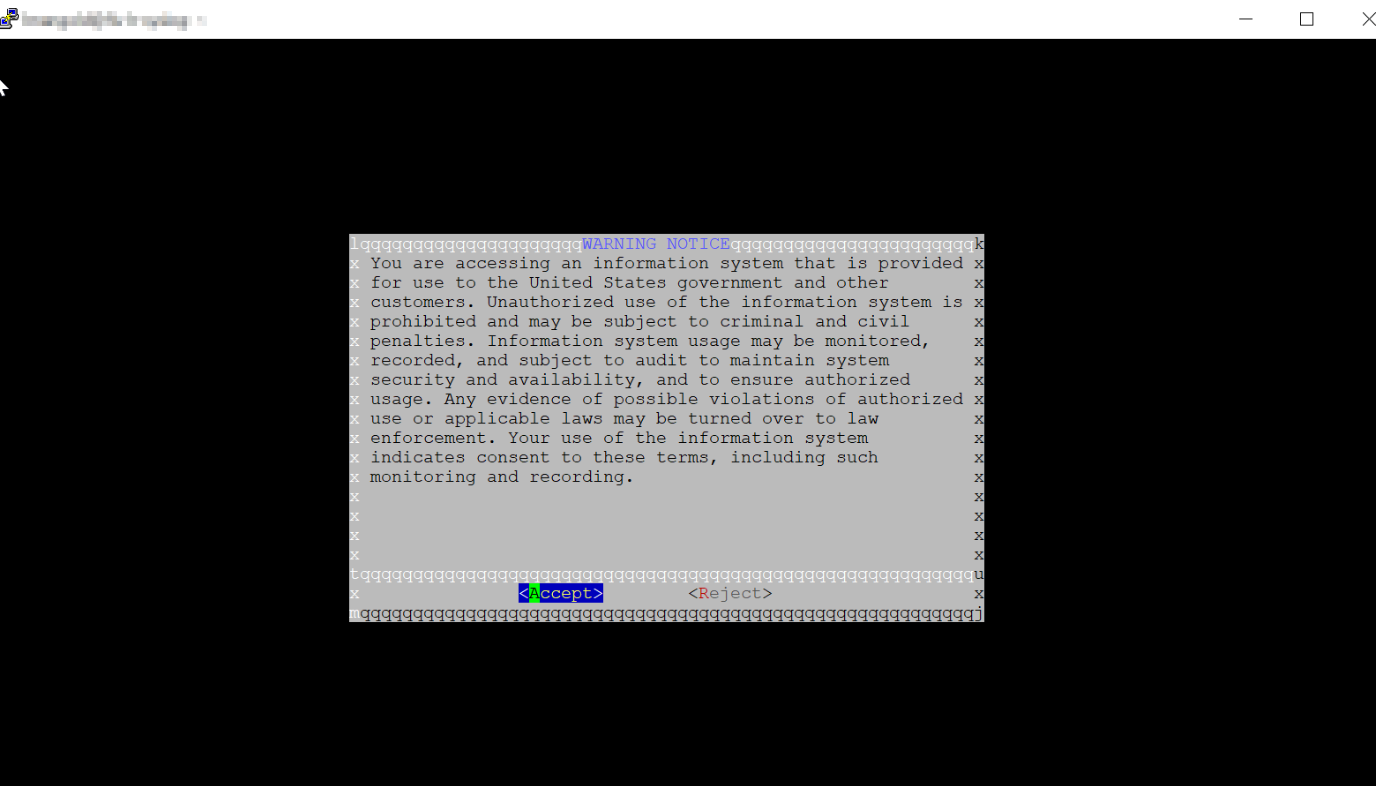 lqqqqqqqqqqqqqqqqqqqqqWARNING NOTICEqqqqqqqqqqqqqqqqqqqqqqqk
x You are accessing an information system that is provided x
x for use to the United States government and other x
x customers. Unauthorized use of the information system is x
x prohibited and may be subject to criminal and civil x
x penalties. Information system usage may be monitored, x
x recorded, and subject to audit to maintain system x
x security and availability, and to ensure authorized x
x usage. Any evidence of possible violations of authorized x
x use or applicable laws may be turned over to law x
x enforcement. Your use of the information system x
x indicates consent to these terms, including such x
x monitoring and recording. x
x x
x x
x x
x x
tqqqqqqqqqqqqqqqqqqqqqqqqqqqqqqqqqqqqqqqqqqqqqqqqqqqqqqqqqqu
x <Accept> <Reject> x
mqqqqqqqqqqqqqqqqqqqqqqqqqqqqqqqqqqqqqqqqqqqqqqqqqqqqqqqqqqj